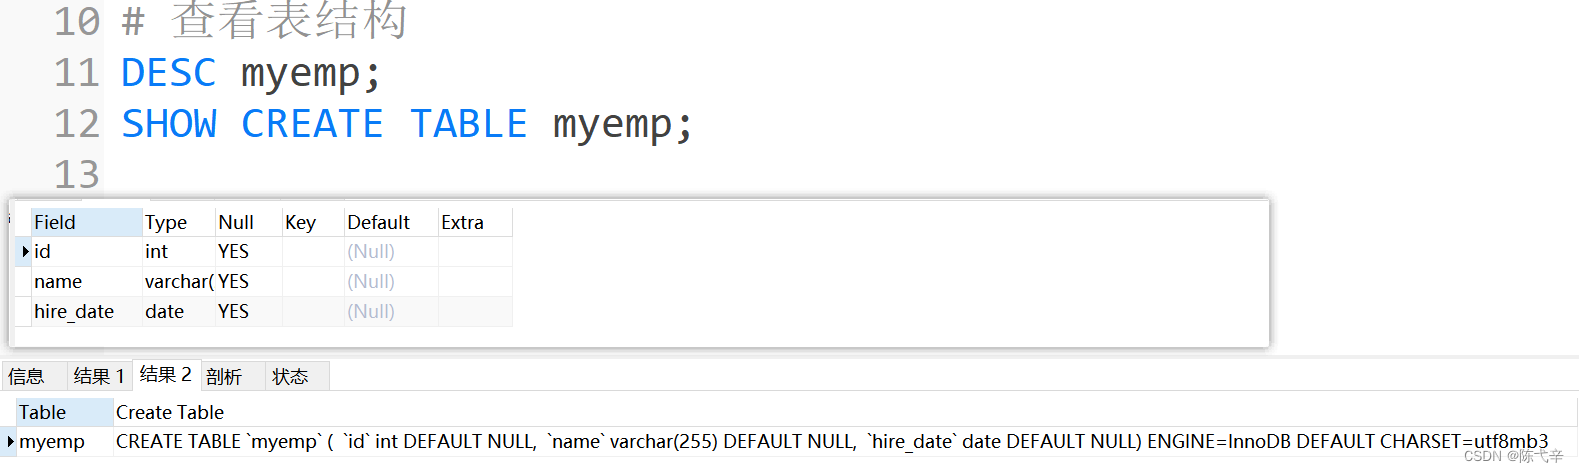 10 # 查看表结构
11 DESC myemp;
12 SHOW CREATE TABLE myemp;
13
Field Type Null Key Default Extra
id int YES (Null)
name varchar( YES (Null)
hire_date date YES (Null)
信息 结果 1 结果 2 剖析 状态
Table Create Table
myemp CREATE TABLE `myemp` ( `id` int DEFAULT NULL, `name` varchar(255) DEFAULT NULL, `hire_date` date DEFAULT NULL) ENGINE=InnoDB DEFAULT CHARSET=utf8mb3
CSDN @陈弋辛